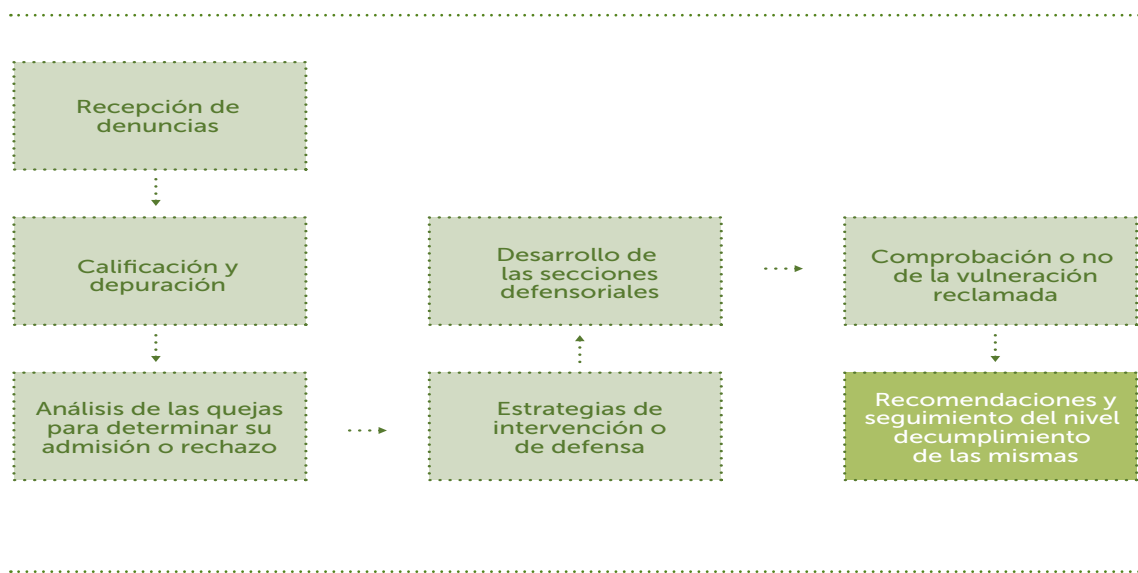 Recepción de
denuncias
Calificación y
depuración
Análisis de las quejas
para determinar su
admisión o rechazo
Estrategias de
intervención o
de defensa
Desarrollo de
las secciones
defensoriales
Comprobación o no
de la vulneración
reclamada
Recomendaciones y
seguimiento del nivel
decumplimiento
de las mismas